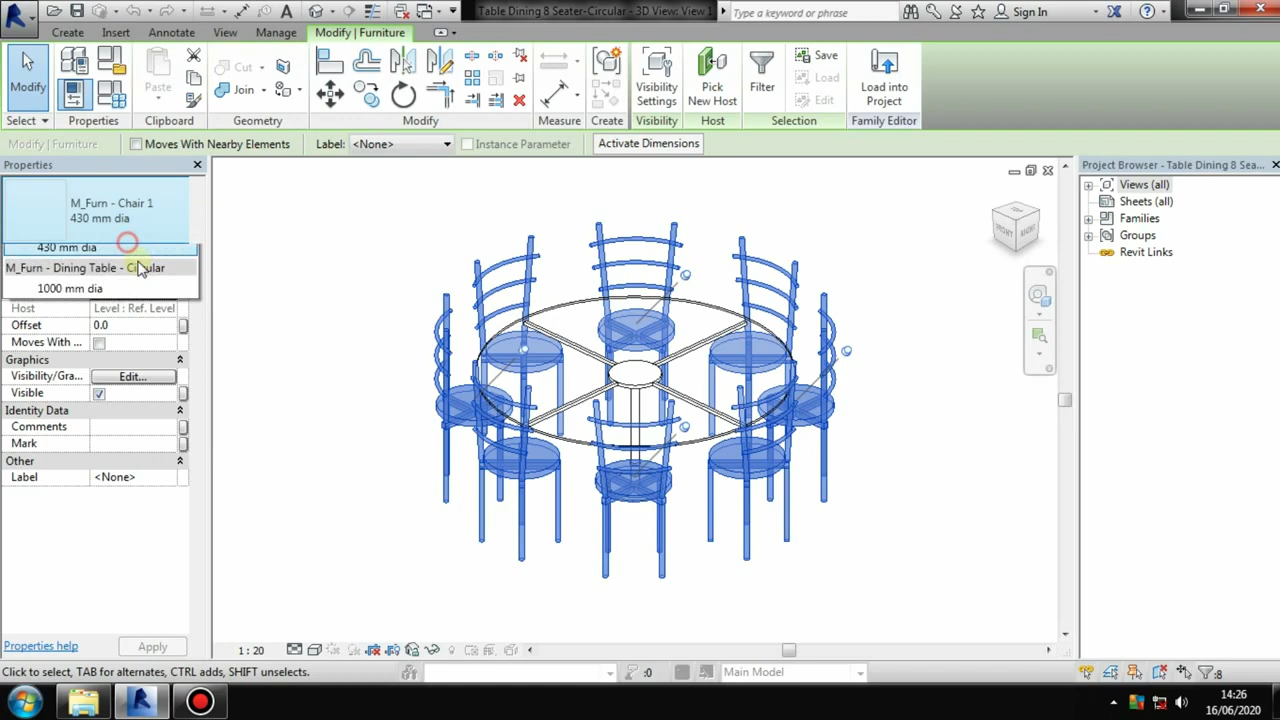 Table Dining 8 Seater-Circular - 3D View: View 1
Type a keyword or phrase
Sign In
Create
Insert
Annotate
View
Manage
Modify | Furniture
Modify
Paste
Cut
Join
Visibility
Settings
Pick
New Host
Filter
Save
Load
Edit
Load into
Project
Select
Properties
Clipboard
Geometry
Modify
Measure
Create
Visibility
Host
Selection
Family Editor
Modify | Furniture
Moves With Nearby Elements
Label:
<None>
Instance Parameter
Activate Dimensions
Properties
M_Furn - Chair 1
430 mm dia
430 mm dia
M_Furn - Dining Table - Circular
1000 mm dia
Host
Level : Ref. Level
Offset
0.0
Moves With ...
Graphics
Visibility/Gra...
Edit...
Visible
Identity Data
Comments
Mark
Other
Label
<None>
Properties help
Apply
TOP
FRONT
RIGHT
Project Browser - Table Dining 8 Sea...
Views (all)
Sheets (all)
Families
Groups
Revit Links
1 : 20
Click to select, TAB for alternates, CTRL adds, SHIFT unselects.
:0
Main Model
:8
14:26
16/06/2020